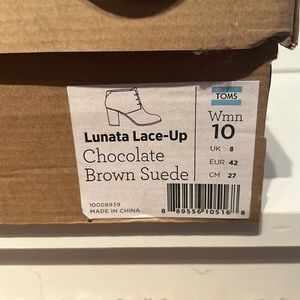 TOMS
Wmn
10
UK 8
EUR 42
CM 27
Lunata Lace-Up
Chocolate
Brown Suede
10008939
MADE IN CHINA
8 89556 10516 8